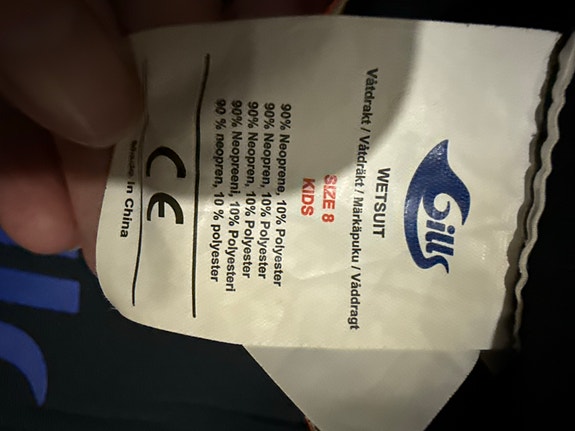 Gills
WETSUIT
Våtdrakt / Våtdräkt / Märkäpuku / Våddragt
SIZE 8
KIDS
90% Neoprene, 10% Polyester
90% Neopren, 10% Polyester
90% Neopren, 10% Polyester
90% Neopreeni, 10% Polyesteri
90 % neopren, 10 % polyester
CE
Made in China